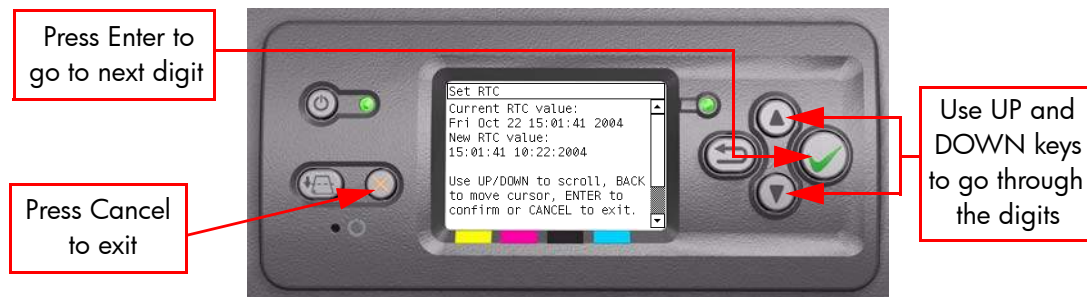 Press Enter to
go to next digit
Press Cancel
to exit
Set RTC
Current RTC value:
Fri Oct 22 15:01:41 2004
New RTC value:
15:01:41 10:22:2004
Use UP/DOWN to scroll, BACK
to move cursor, ENTER to
confirm or CANCEL to exit.
Use UP and
DOWN keys
to go through
the digits